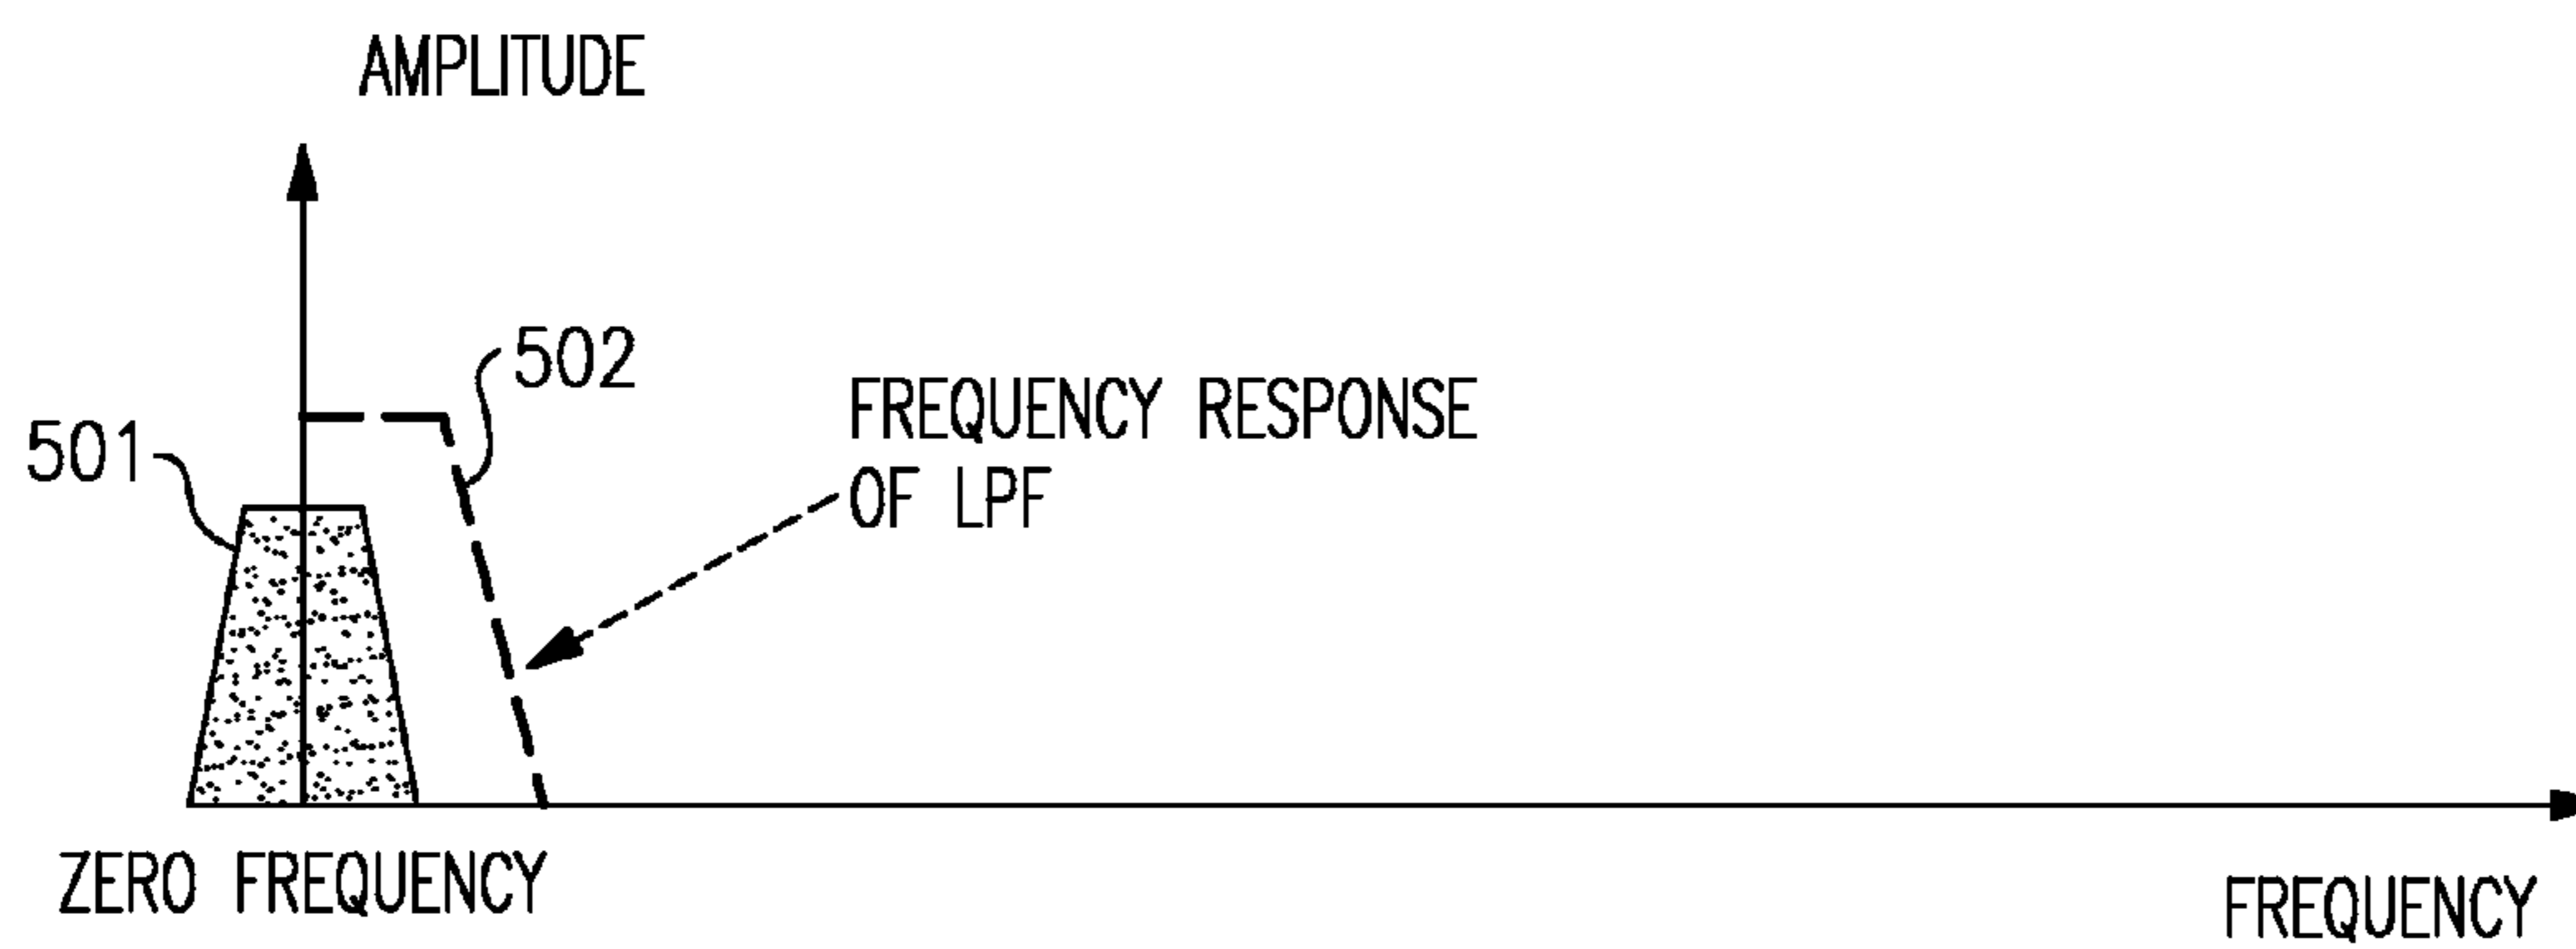 AMPLITUDE
502
501
FREQUENCY RESPONSE
OF LPF
ZERO FREQUENCY
FREQUENCY